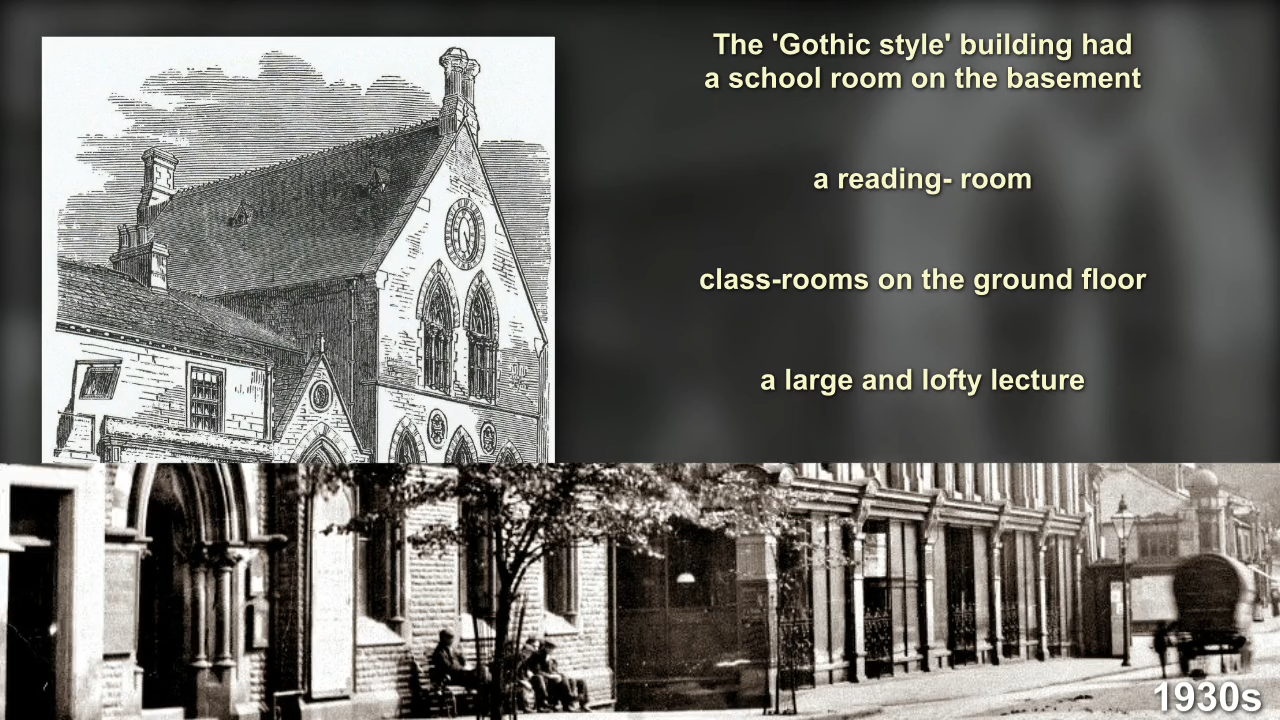 The 'Gothic style' building had
a school room on the basement
a reading- room
class-rooms on the ground floor
a large and lofty lecture
1930s